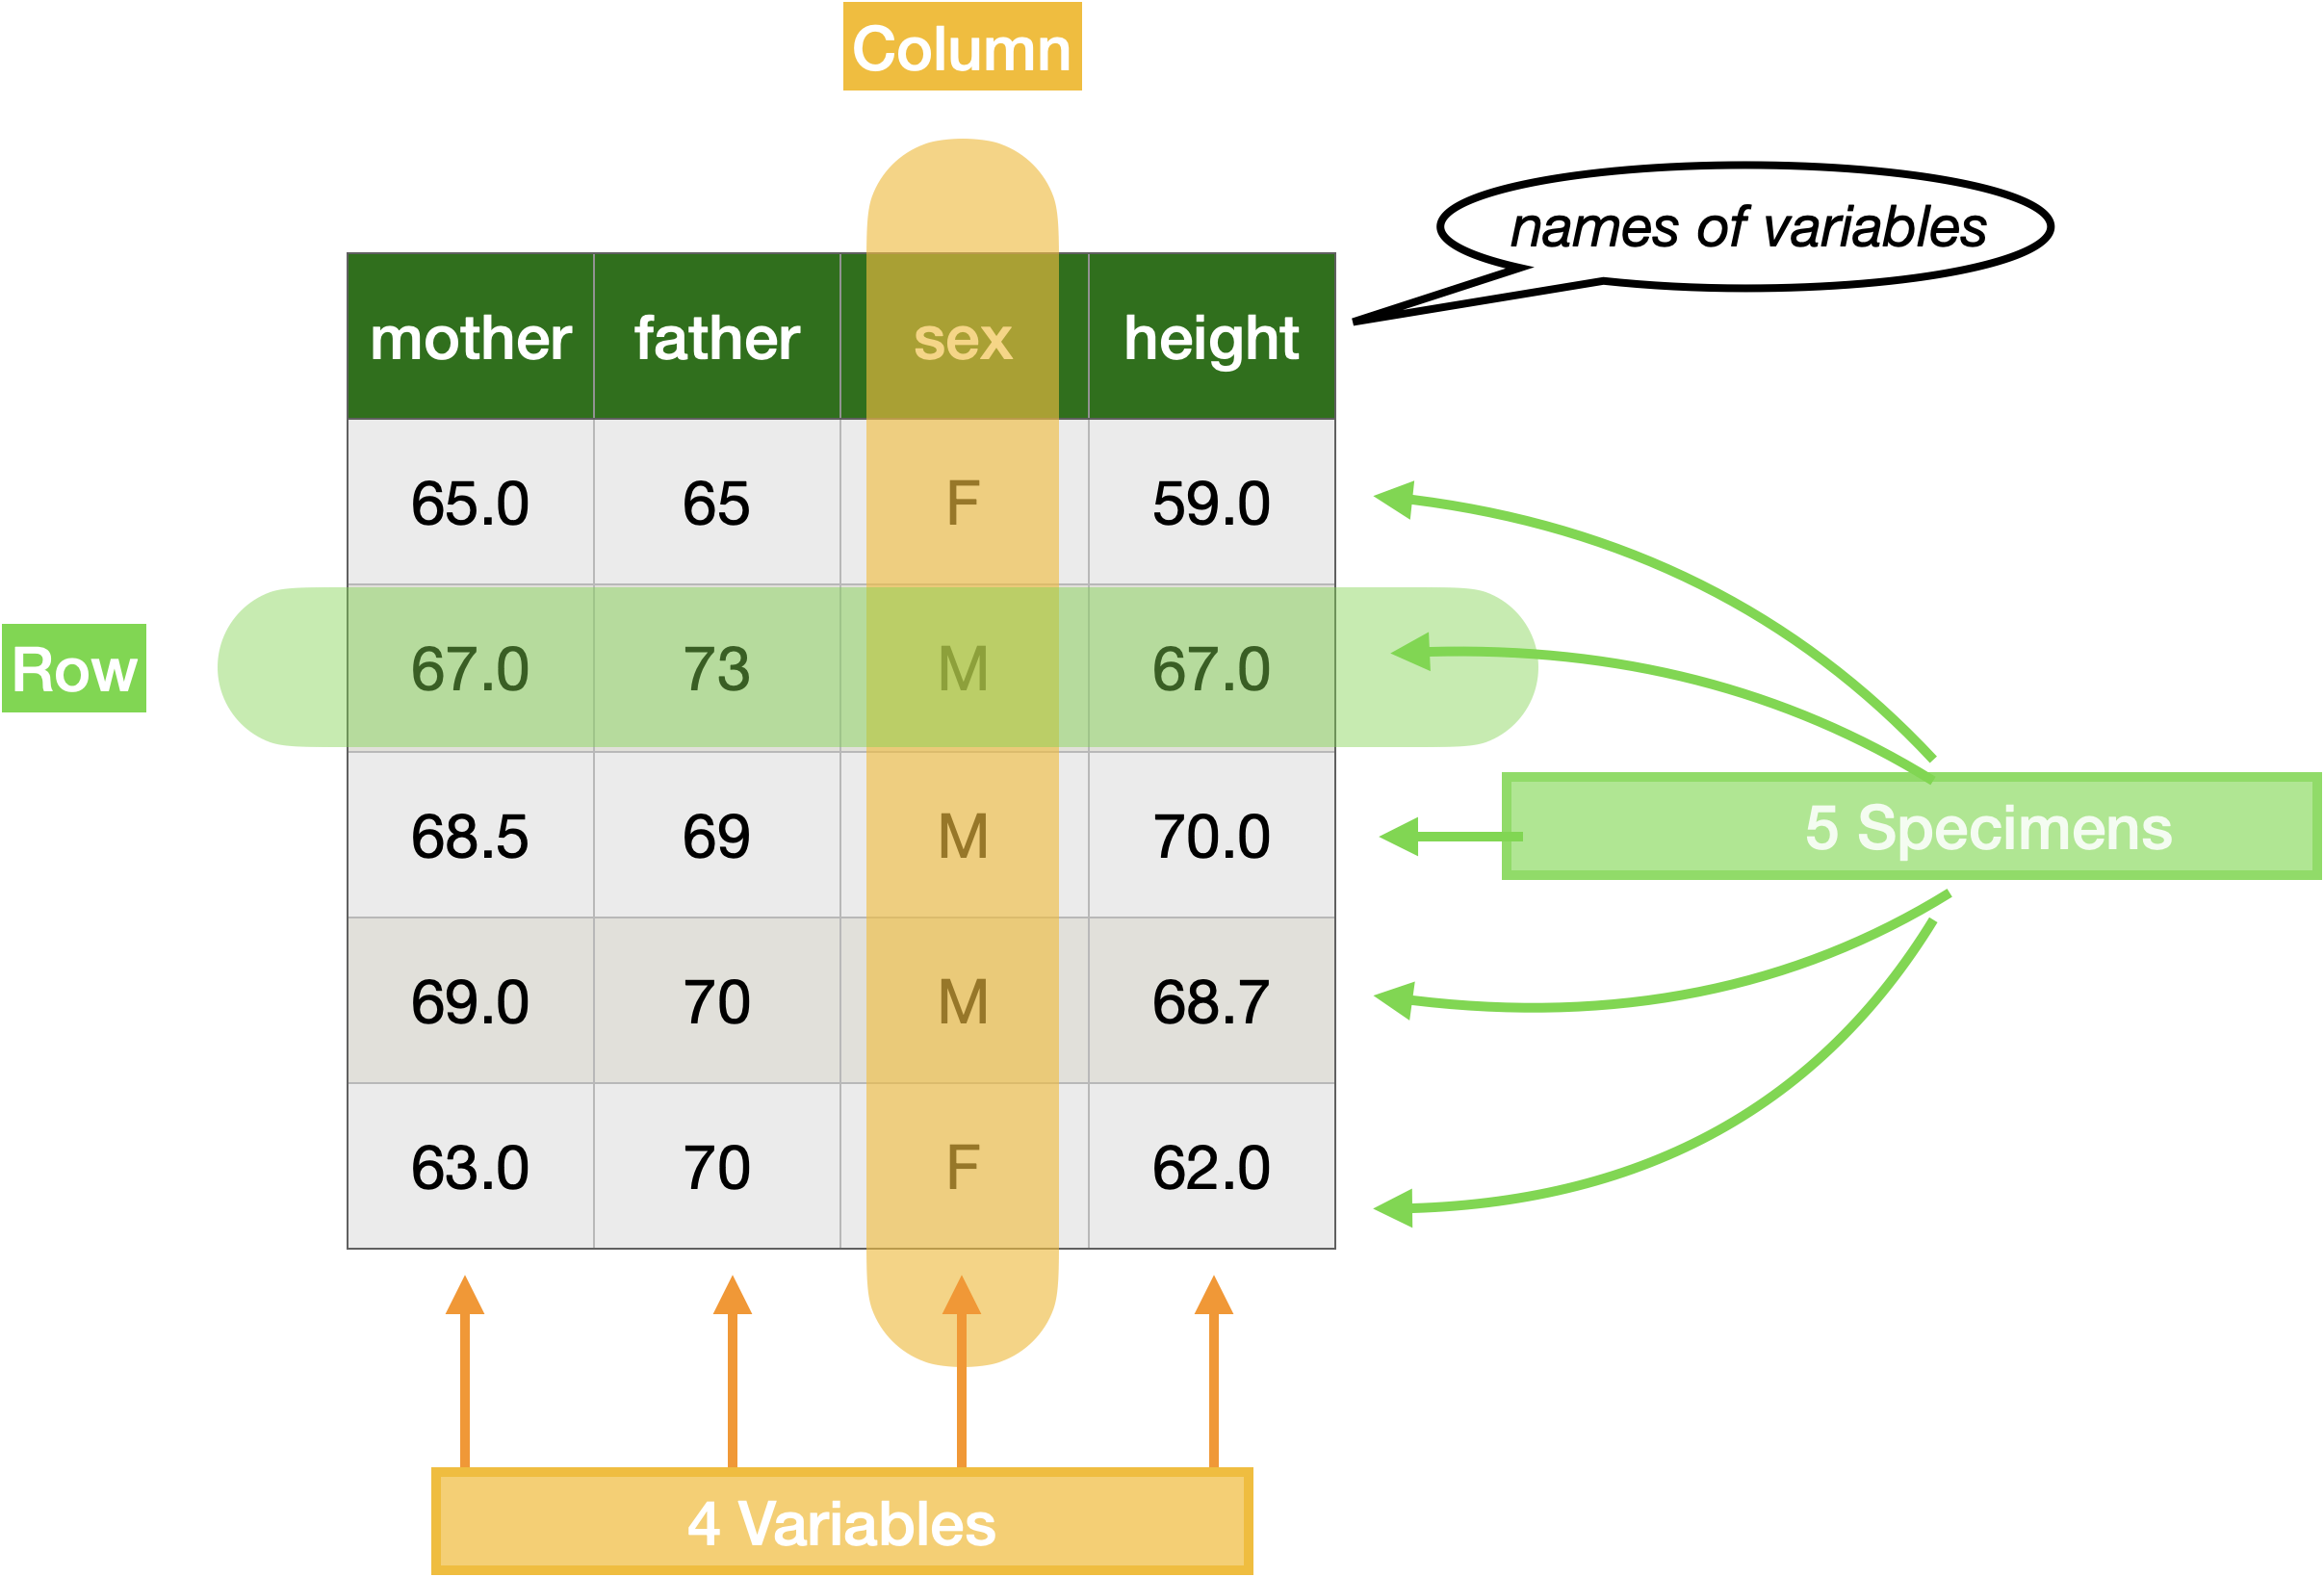 Column
names of variables
mother father sex height
65.0 65 F 59.0
Row
67.0 73 M 67.0
68.5 69 M 70.0
5 Specimens
69.0 70 M 68.7
63.0 70 F 62.0
4 Variables